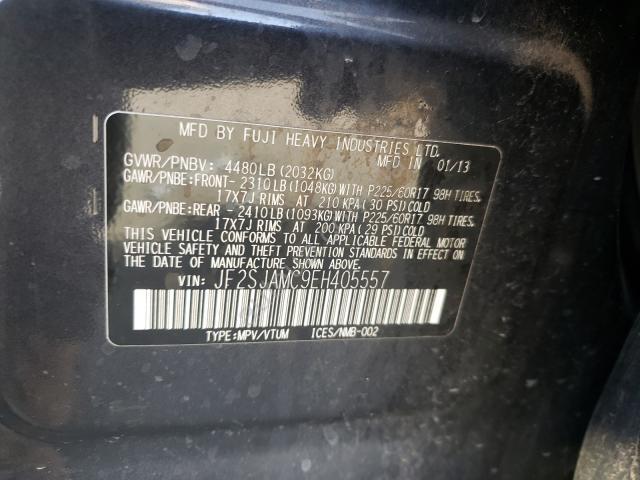 MFD BY FUJI HEAVY INDUSTRIES LTD.
GVWR/PNBV: 4480LB(2032KG) MFD IN 01/13
GAWR/PNBE:FRONT- 2310LB(1048KG)WITH P225/60R17 98H TIRES,
17X7J RIMS AT 210 KPA(30 PSI)COLD
GAWR/PNBE:REAR - 2410LB(1093KG)WITH P225/60R17 98H TIRES,
17X7J RIMS AT 200 KPA(29 PSI)COLD
THIS VEHICLE CONFORMS TO ALL APPLICABLE FEDERAL MOTOR
VEHICLE SAFETY AND THEFT PREVENTION STANDARDS IN EFFECT ON
THE DATE OF MANUFACTURE SHOWN ABOVE.
VIN: JF2SJAMC9EH405557
TYPE:MPV/VTUM ICES/NMB-002